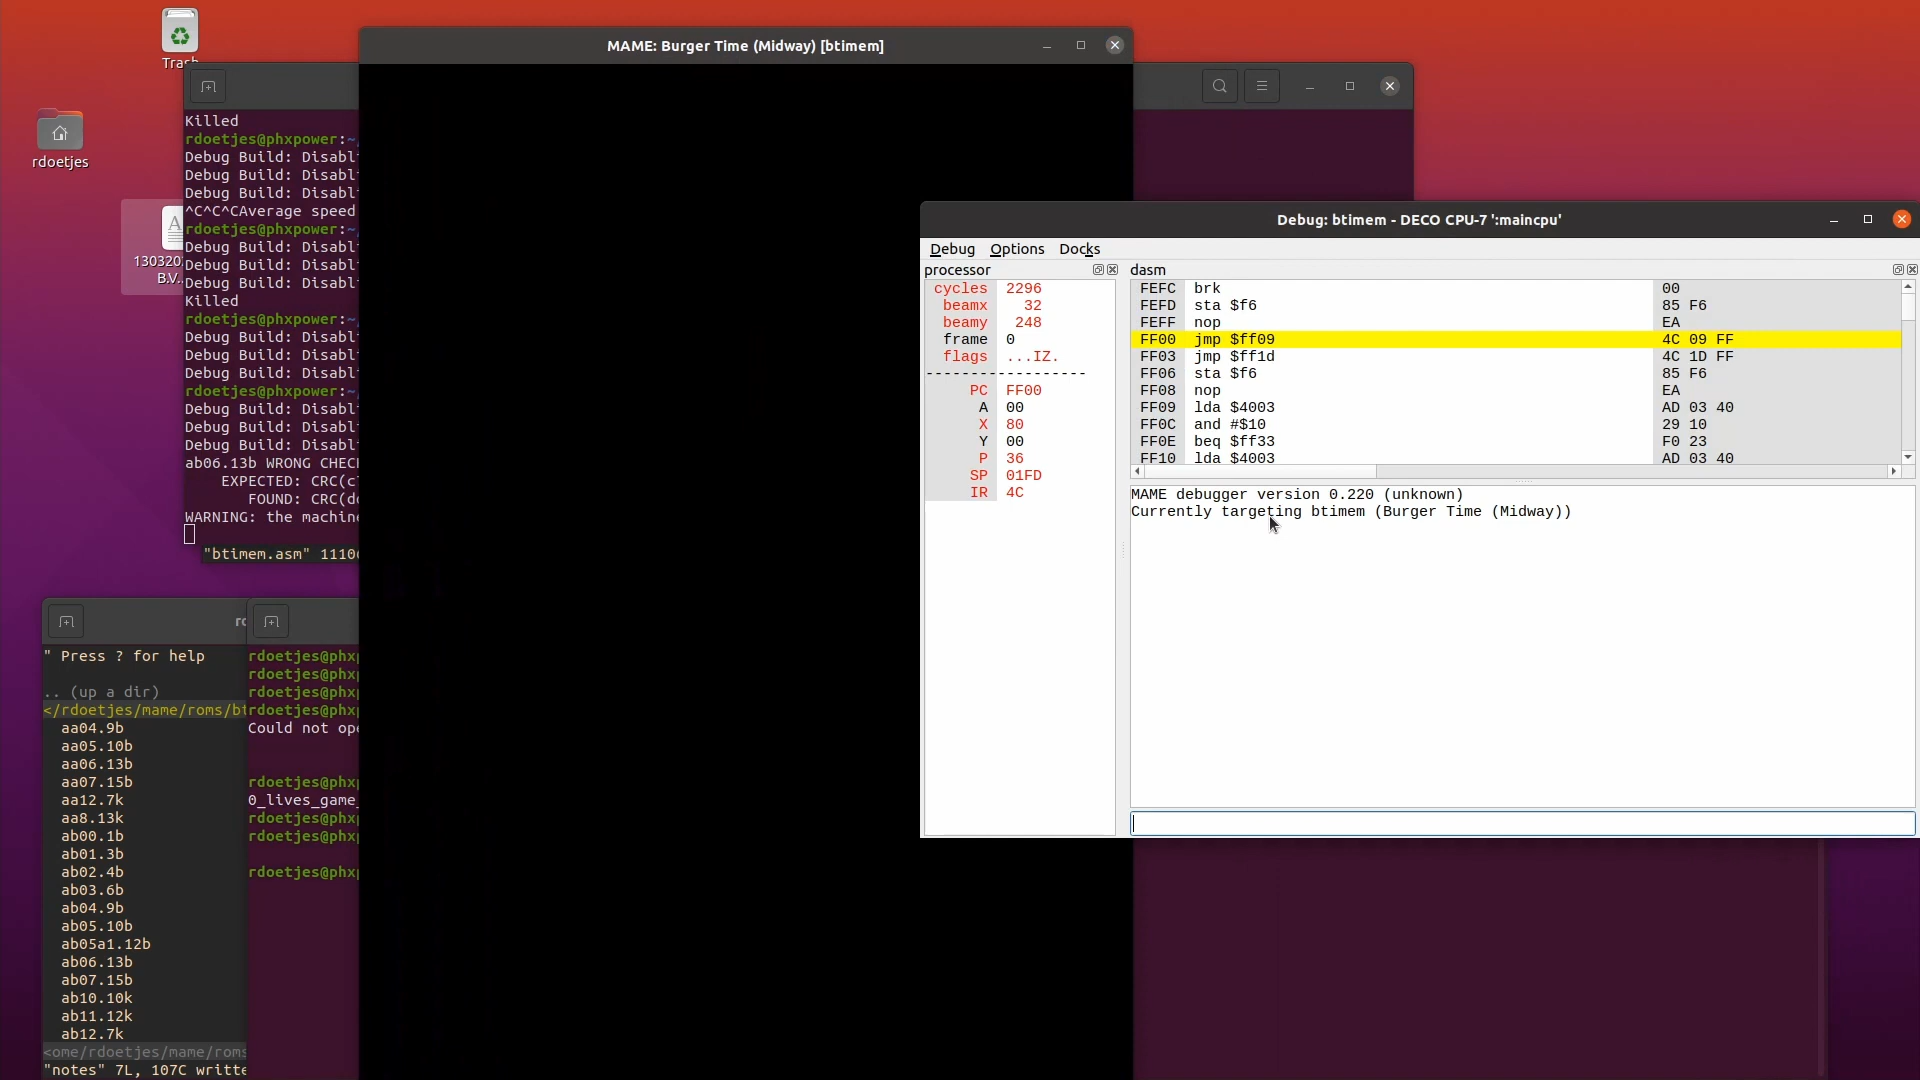 Trash
rdoetjes
130320
B.V..
MAME: Burger Time (Midway) [btimem]
Killed
rdoetjes@phxpower:~
Debug Build: Disabl
Debug Build: Disabl
Debug Build: Disabl
^C^C^CAverage speed
rdoetjes@phxpower:~
Debug Build: Disabl
Debug Build: Disabl
Debug Build: Disabl
Killed
rdoetjes@phxpower:~
Debug Build: Disabl
Debug Build: Disabl
Debug Build: Disabl
rdoetjes@phxpower:~
Debug Build: Disabl
Debug Build: Disabl
Debug Build: Disabl
ab06.13b WRONG CHEC
EXPECTED: CRC(c
FOUND: CRC(d
WARNING: the machine
"btimem.asm" 1110
" Press ? for help
.. (up a dir)
</rdoetjes/mame/roms/bt
aa04.9b
aa05.10b
aa06.13b
aa07.15b
aa12.7k
aa8.13k
ab00.1b
ab01.3b
ab02.4b
ab03.6b
ab04.9b
ab05.10b
ab05a1.12b
ab06.13b
ab07.15b
ab10.10k
ab11.12k
ab12.7k
<ome/rdoetjes/mame/roms
"notes" 7L, 107C writte
rdoetjes@phxp
rdoetjes@phxp
rdoetjes@phxp
rdoetjes@phxp
Could not ope
rdoetjes@phxp
0_lives_game_
rdoetjes@phxp
rdoetjes@phxp
rdoetjes@phxp
Debug: btimem - DECO CPU-7 ':maincpu'
Debug Options Docks
processor
cycles 2296
beamx 32
beamy 248
frame 0
flags ...IZ.
------------------
PC FF00
A 00
X 80
Y 00
P 36
SP 01FD
IR 4C
dasm
FEFC brk 00
FEFD sta $f6 85 F6
FEFF nop EA
FF00 jmp $ff09 4C 09 FF
FF03 jmp $ff1d 4C 1D FF
FF06 sta $f6 85 F6
FF08 nop EA
FF09 lda $4003 AD 03 40
FF0C and #$10 29 10
FF0E beq $ff33 F0 23
FF10 lda $4003 AD 03 40
MAME debugger version 0.220 (unknown)
Currently targeting btimem (Burger Time (Midway))